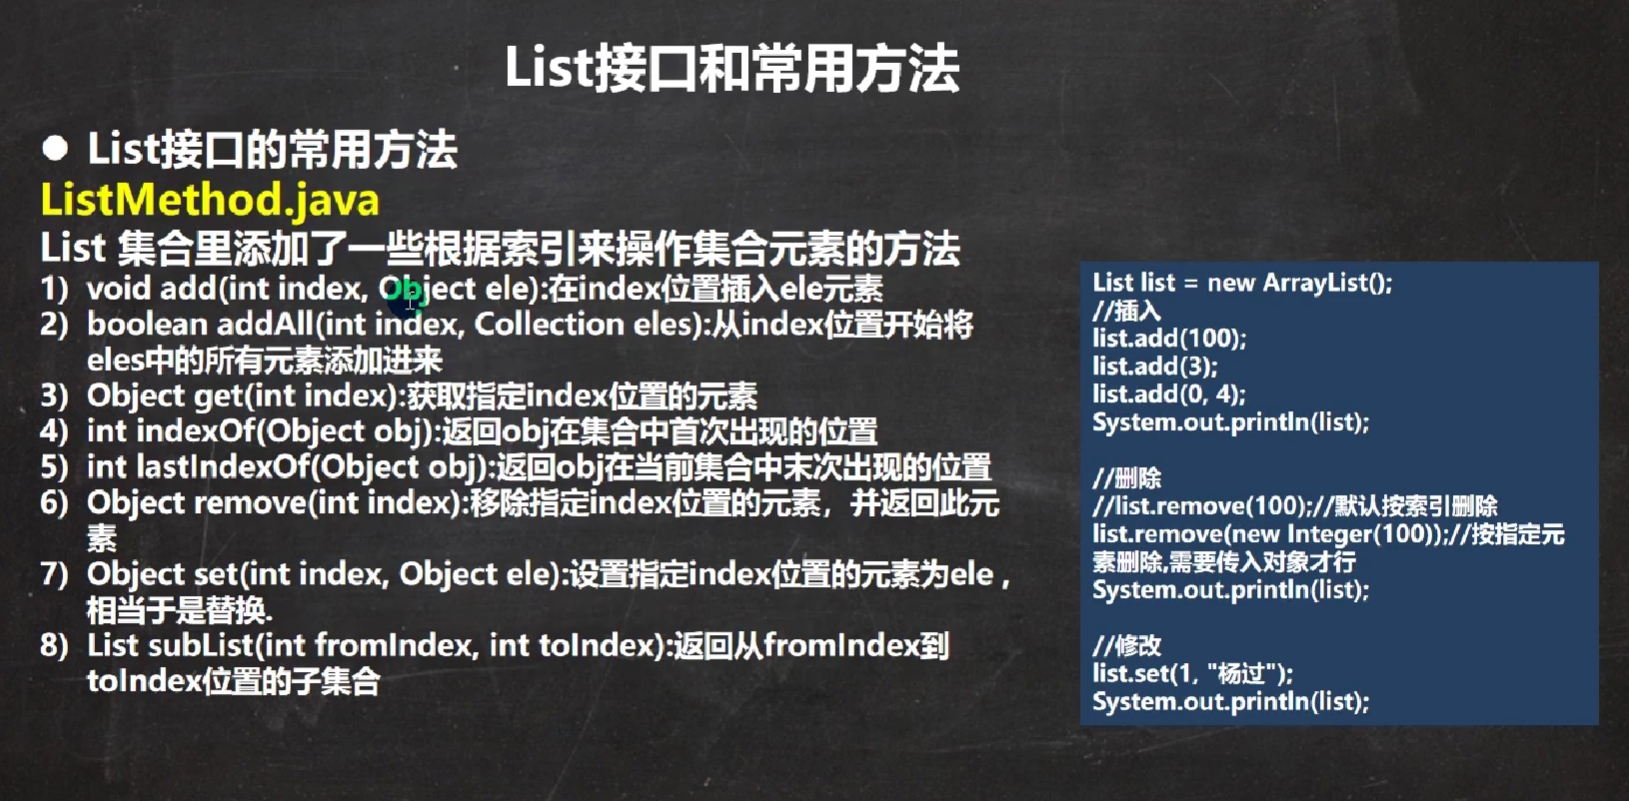 List接口和常用方法
● List接口的常用方法
ListMethod.java
List 集合里添加了一些根据索引来操作集合元素的方法
1) void add(int index, Object ele):在index位置插入ele元素
2) boolean addAll(int index, Collection eles):从index位置开始将
eles中的所有元素添加进来
3) Object get(int index):获取指定index位置的元素
4) int indexOf(Object obj):返回obj在集合中首次出现的位置
5) int lastIndexOf(Object obj):返回obj在当前集合中末次出现的位置
6) Object remove(int index):移除指定index位置的元素，并返回此元
素
7) Object set(int index, Object ele):设置指定index位置的元素为ele ,
相当于是替换.
8) List subList(int fromIndex, int toIndex):返回从fromIndex到
toIndex位置的子集合
List list = new ArrayList();
//插入
list.add(100);
list.add(3);
list.add(0, 4);
System.out.println(list);
//删除
//list.remove(100);//默认按索引删除
list.remove(new Integer(100));//按指定元
素删除,需要传入对象才行
System.out.println(list);
//修改
list.set(1, "杨过");
System.out.println(list);